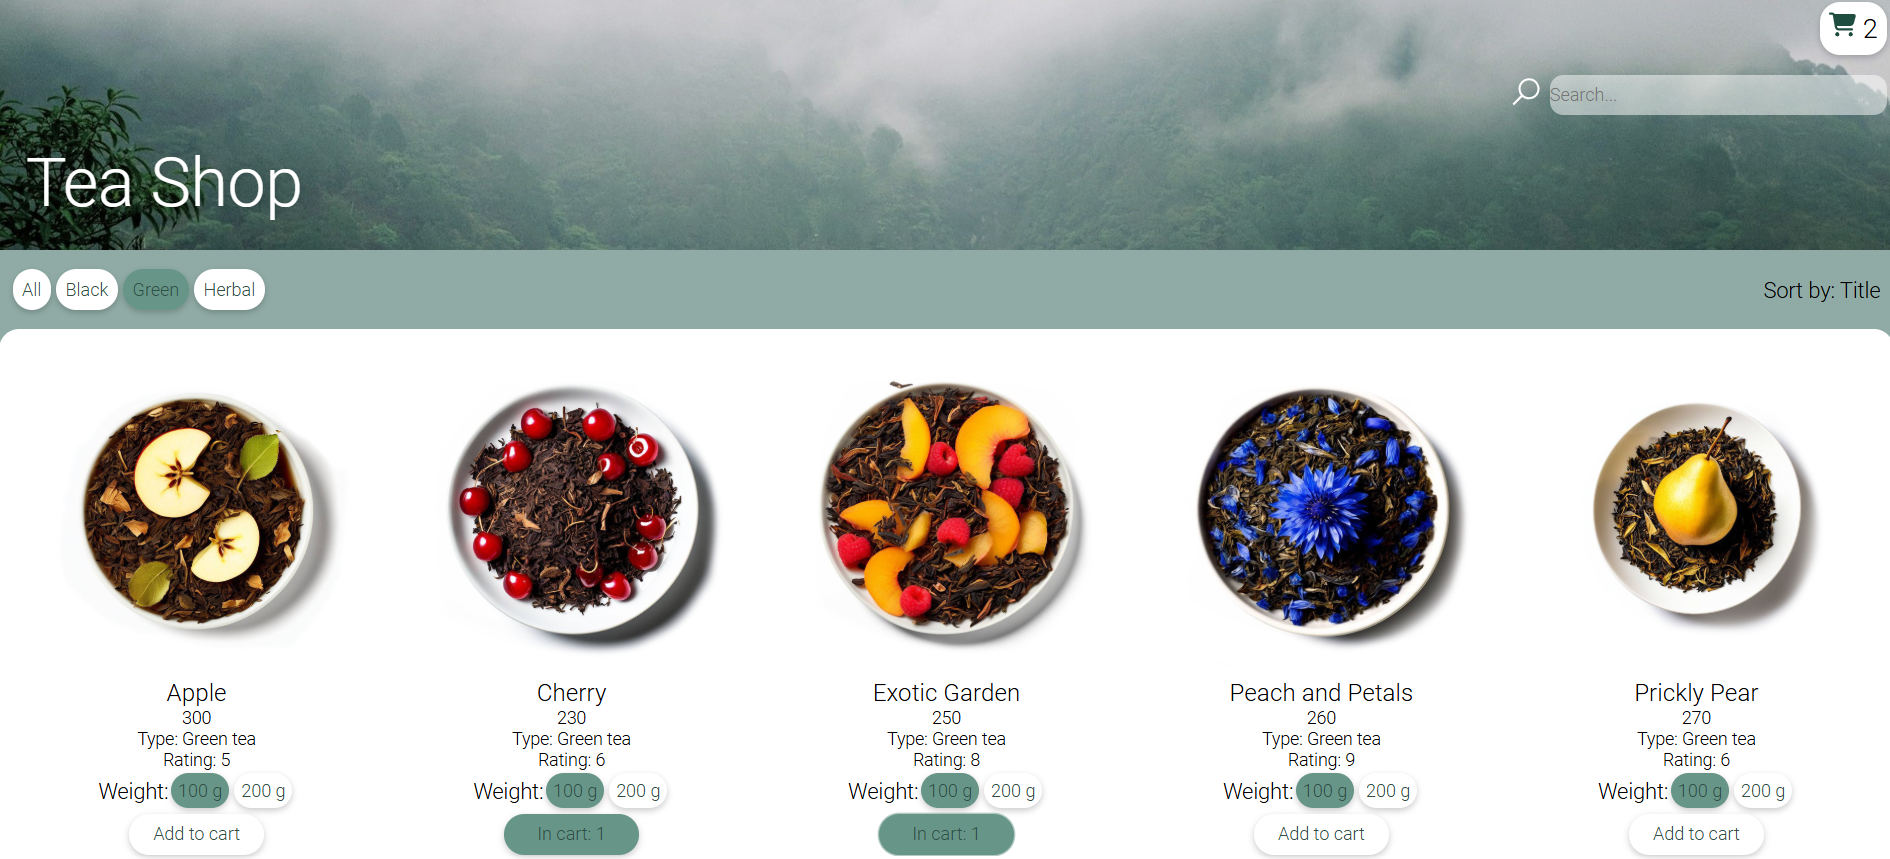 2
Search...
Tea Shop
All Black Green Herbal
Sort by: Title
Apple
300
Type: Green tea
Rating: 5
Weight: 100 g 200 g
Add to cart
Cherry
230
Type: Green tea
Rating: 6
Weight: 100 g 200 g
In cart: 1
Exotic Garden
250
Type: Green tea
Rating: 8
Weight: 100 g 200 g
In cart: 1
Peach and Petals
260
Type: Green tea
Rating: 9
Weight: 100 g 200 g
Add to cart
Prickly Pear
270
Type: Green tea
Rating: 6
Weight: 100 g 200 g
Add to cart